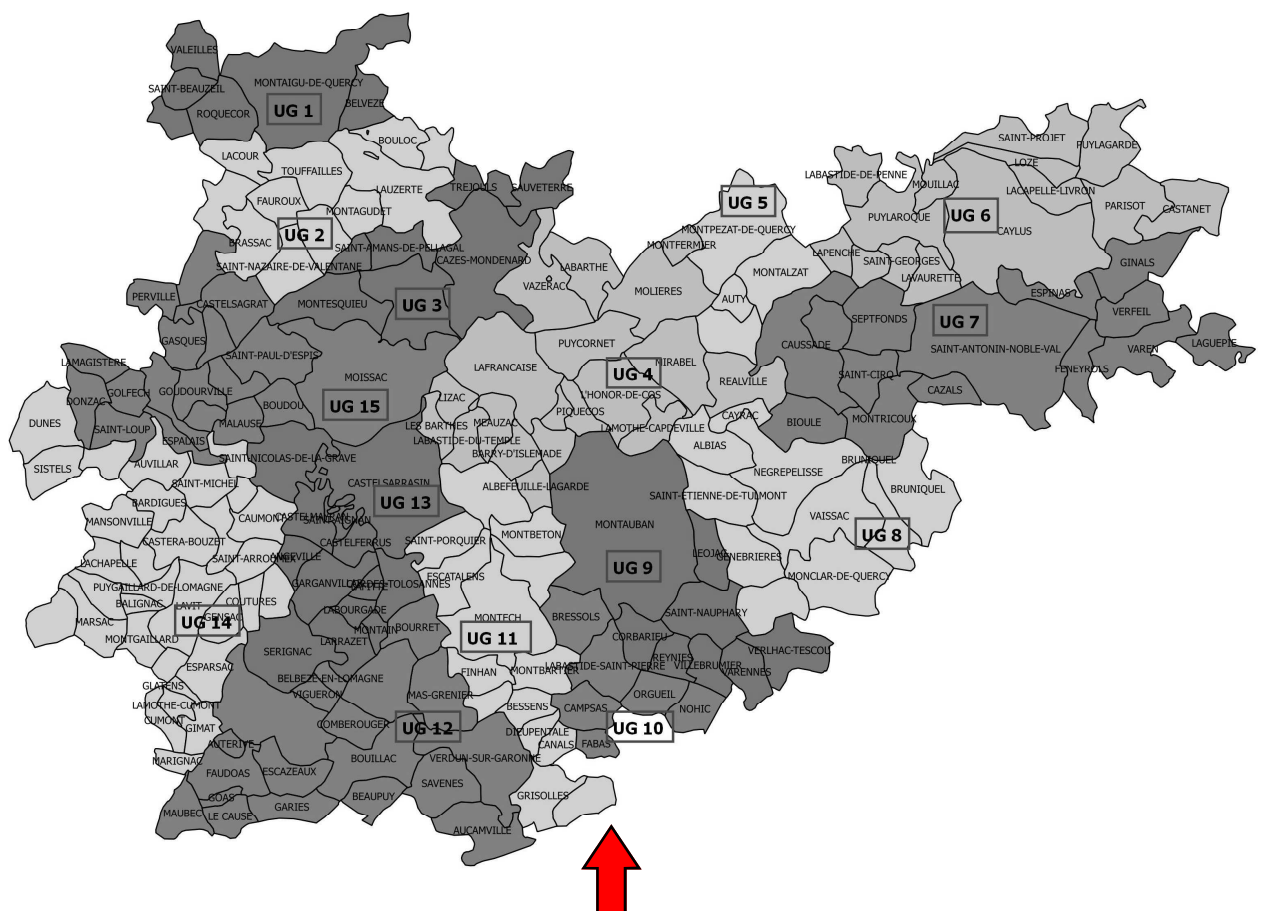 VALEILLES
MONTAIGU-DE-QUERCY
SAINT-BEAUZEIL
BELVEZE
ROQUECOR
UG 1
BOULOC
LACOUR
TOUFFAILLES
LAUZERTE
TREJOULS
SAUVETERRE
FAUROUX
MONTAGUDET
UG 2
BRASSAC
SAINT-AMANS-DE-PELLAGAL
CAZES-MONDENARD
SAINT-NAZAIRE-DE-VALENTANE
SAINT-PROJET
PUYLAGARDE
LOZE
LABASTIDE-DE-PENNE
MOUILLAC
LACAPELLE-LIVRON
PARISOT
CASTANET
UG 5
UG 6
PUYLAROQUE
CAYLUS
MONTPEZAT-DE-QUERCY
MONTFERMIER
LAPENCHE
SAINT-GEORGES
GINALS
LABARTHE
MONTALZAT
LAVAURETTE
VAZERAC
MOLIERES
AUTY
ESPINAS
PERVILLE
CASTELSAGRAT
MONTESQUIEU
UG 3
SEPTFONDS
UG 7
VERFEIL
GASQUES
PUYCORNET
CAUSSADE
SAINT-ANTONIN-NOBLE-VAL
VAREN
LAGUEPIE
SAINT-PAUL-D'ESPIS
LAMAGISTERE
LAFRANCAISE
MIRABEL
FENEYROLS
MOISSAC
UG 4
REALVILLE
SAINT-CIRQ
GOLFECH
GOUDOURVILLE
L'HONOR-DE-COS
CAZALS
DONZAC
BOUDOU
UG 15
LIZAC
PIQUECOS
CAYRAC
BIOULE
MONTRICOUX
DUNES
SAINT-LOUP
MALAUSE
LES BARTHES
MEAUZAC
LAMOTHE-CAPDEVILLE
ESPALAIS
LABASTIDE-DU-TEMPLE
ALBIAS
SISTELS
AUVILLAR
SAINT-NICOLAS-DE-LA-GRAVE
BARRY-D'ISLEMADE
NEGREPELISSE
BRUNIQUEL
SAINT-MICHEL
CASTELSARRASIN
ALBEFEUILLE-LAGARDE
SAINT-ETIENNE-DE-TULMONT
BRUNIQUEL
BARDIGUES
UG 13
VAISSAC
MANSONVILLE
CAUMONT
CASTELMAYRAN
SAINT-AIGNAN
MONTAUBAN
UG 8
CASTERA-BOUZET
CASTELFERRUS
SAINT-PORQUIER
MONTBETON
LACHAPELLE
SAINT-ARROUMEX
ANGEVILLE
LEOJAC
GENEBRIERES
UG 9
PUYGAILLARD-DE-LOMAGNE
GARGANVILLAR
ESCATALENS
MONCLAR-DE-QUERCY
BALIGNAC
LAVIT
COUTURES
LABOURGADE
SAINT-NAUPHARY
MARSAC
UG 14
GENSAC
MONTECH
BRESSOLS
MONTGAILLARD
LARRAZET
MONTAIN
BOURRET
UG 11
CORBARIEU
SERIGNAC
REYNIES
VERLHAC-TESCOU
ESPARSAC
FINHAN
MONTBARTIER
LABASTIDE-SAINT-PIERRE
VILLEBRUMIER
VARENNES
GLATENS
BELBEZE-EN-LOMAGNE
VIGUERON
MAS-GRENIER
ORGUEIL
LAMOTHE-CUMONT
BESSENS
CAMPSAS
NOHIC
CUMONT
GIMAT
COMBEROUGER
UG 12
DIEUPENTALE
UG 10
AUTERIVE
CANALS
FABAS
MARIGNAC
BOUILLAC
VERDUN-SUR-GARONNE
FAUDOAS
ESCAZEAUX
SAVENES
GOAS
BEAUPUY
GRISOLLES
MAUBEC
LE CAUSE
GARIES
AUCAMVILLE